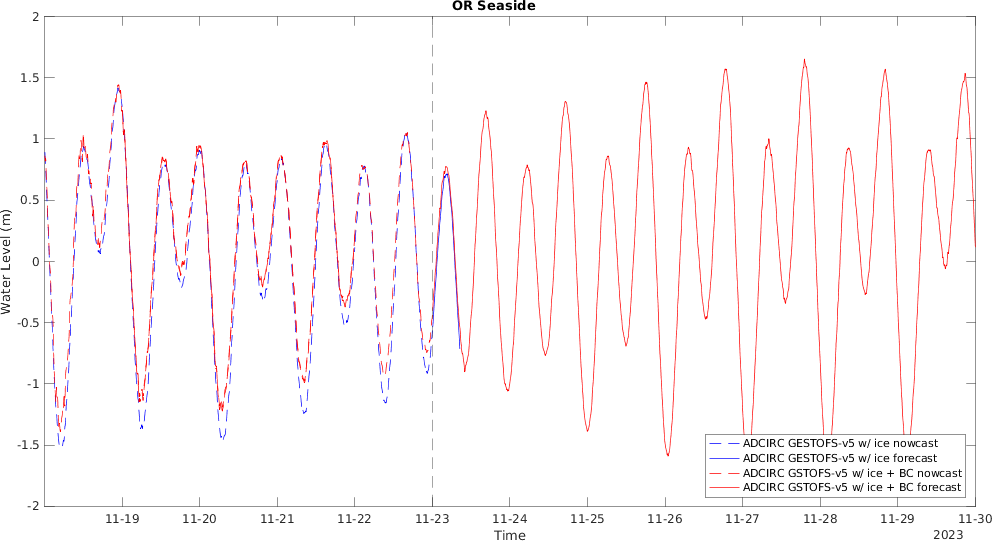 OR Seaside
2
1.5
1
0.5
0
-0.5
-1
-1.5
-2
Water Level (m)
ADCIRC GESTOFS-v5 w/ ice nowcast
ADCIRC GESTOFS-v5 w/ ice forecast
ADCIRC GSTOFS-v5 w/ ice + BC nowcast
ADCIRC GSTOFS-v5 w/ ice + BC forecast
11-19 11-20 11-21 11-22 11-23 11-24 11-25 11-26 11-27 11-28 11-29 11-30
Time
2023